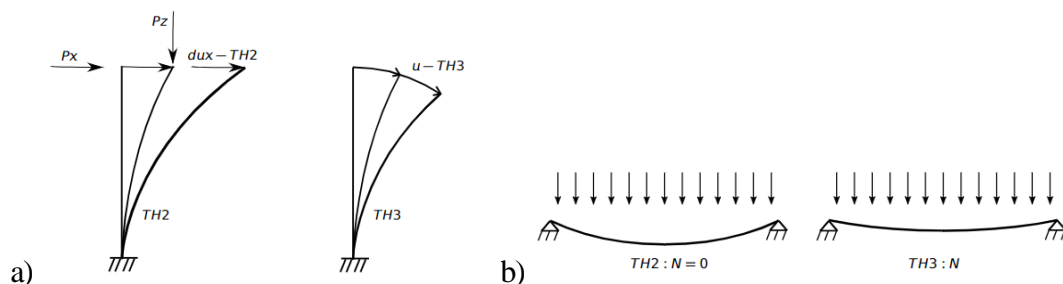 Pz
Px
dux – TH2
u – TH3
TH2
TH3
a)
b)
TH2 : N = 0
TH3 : N